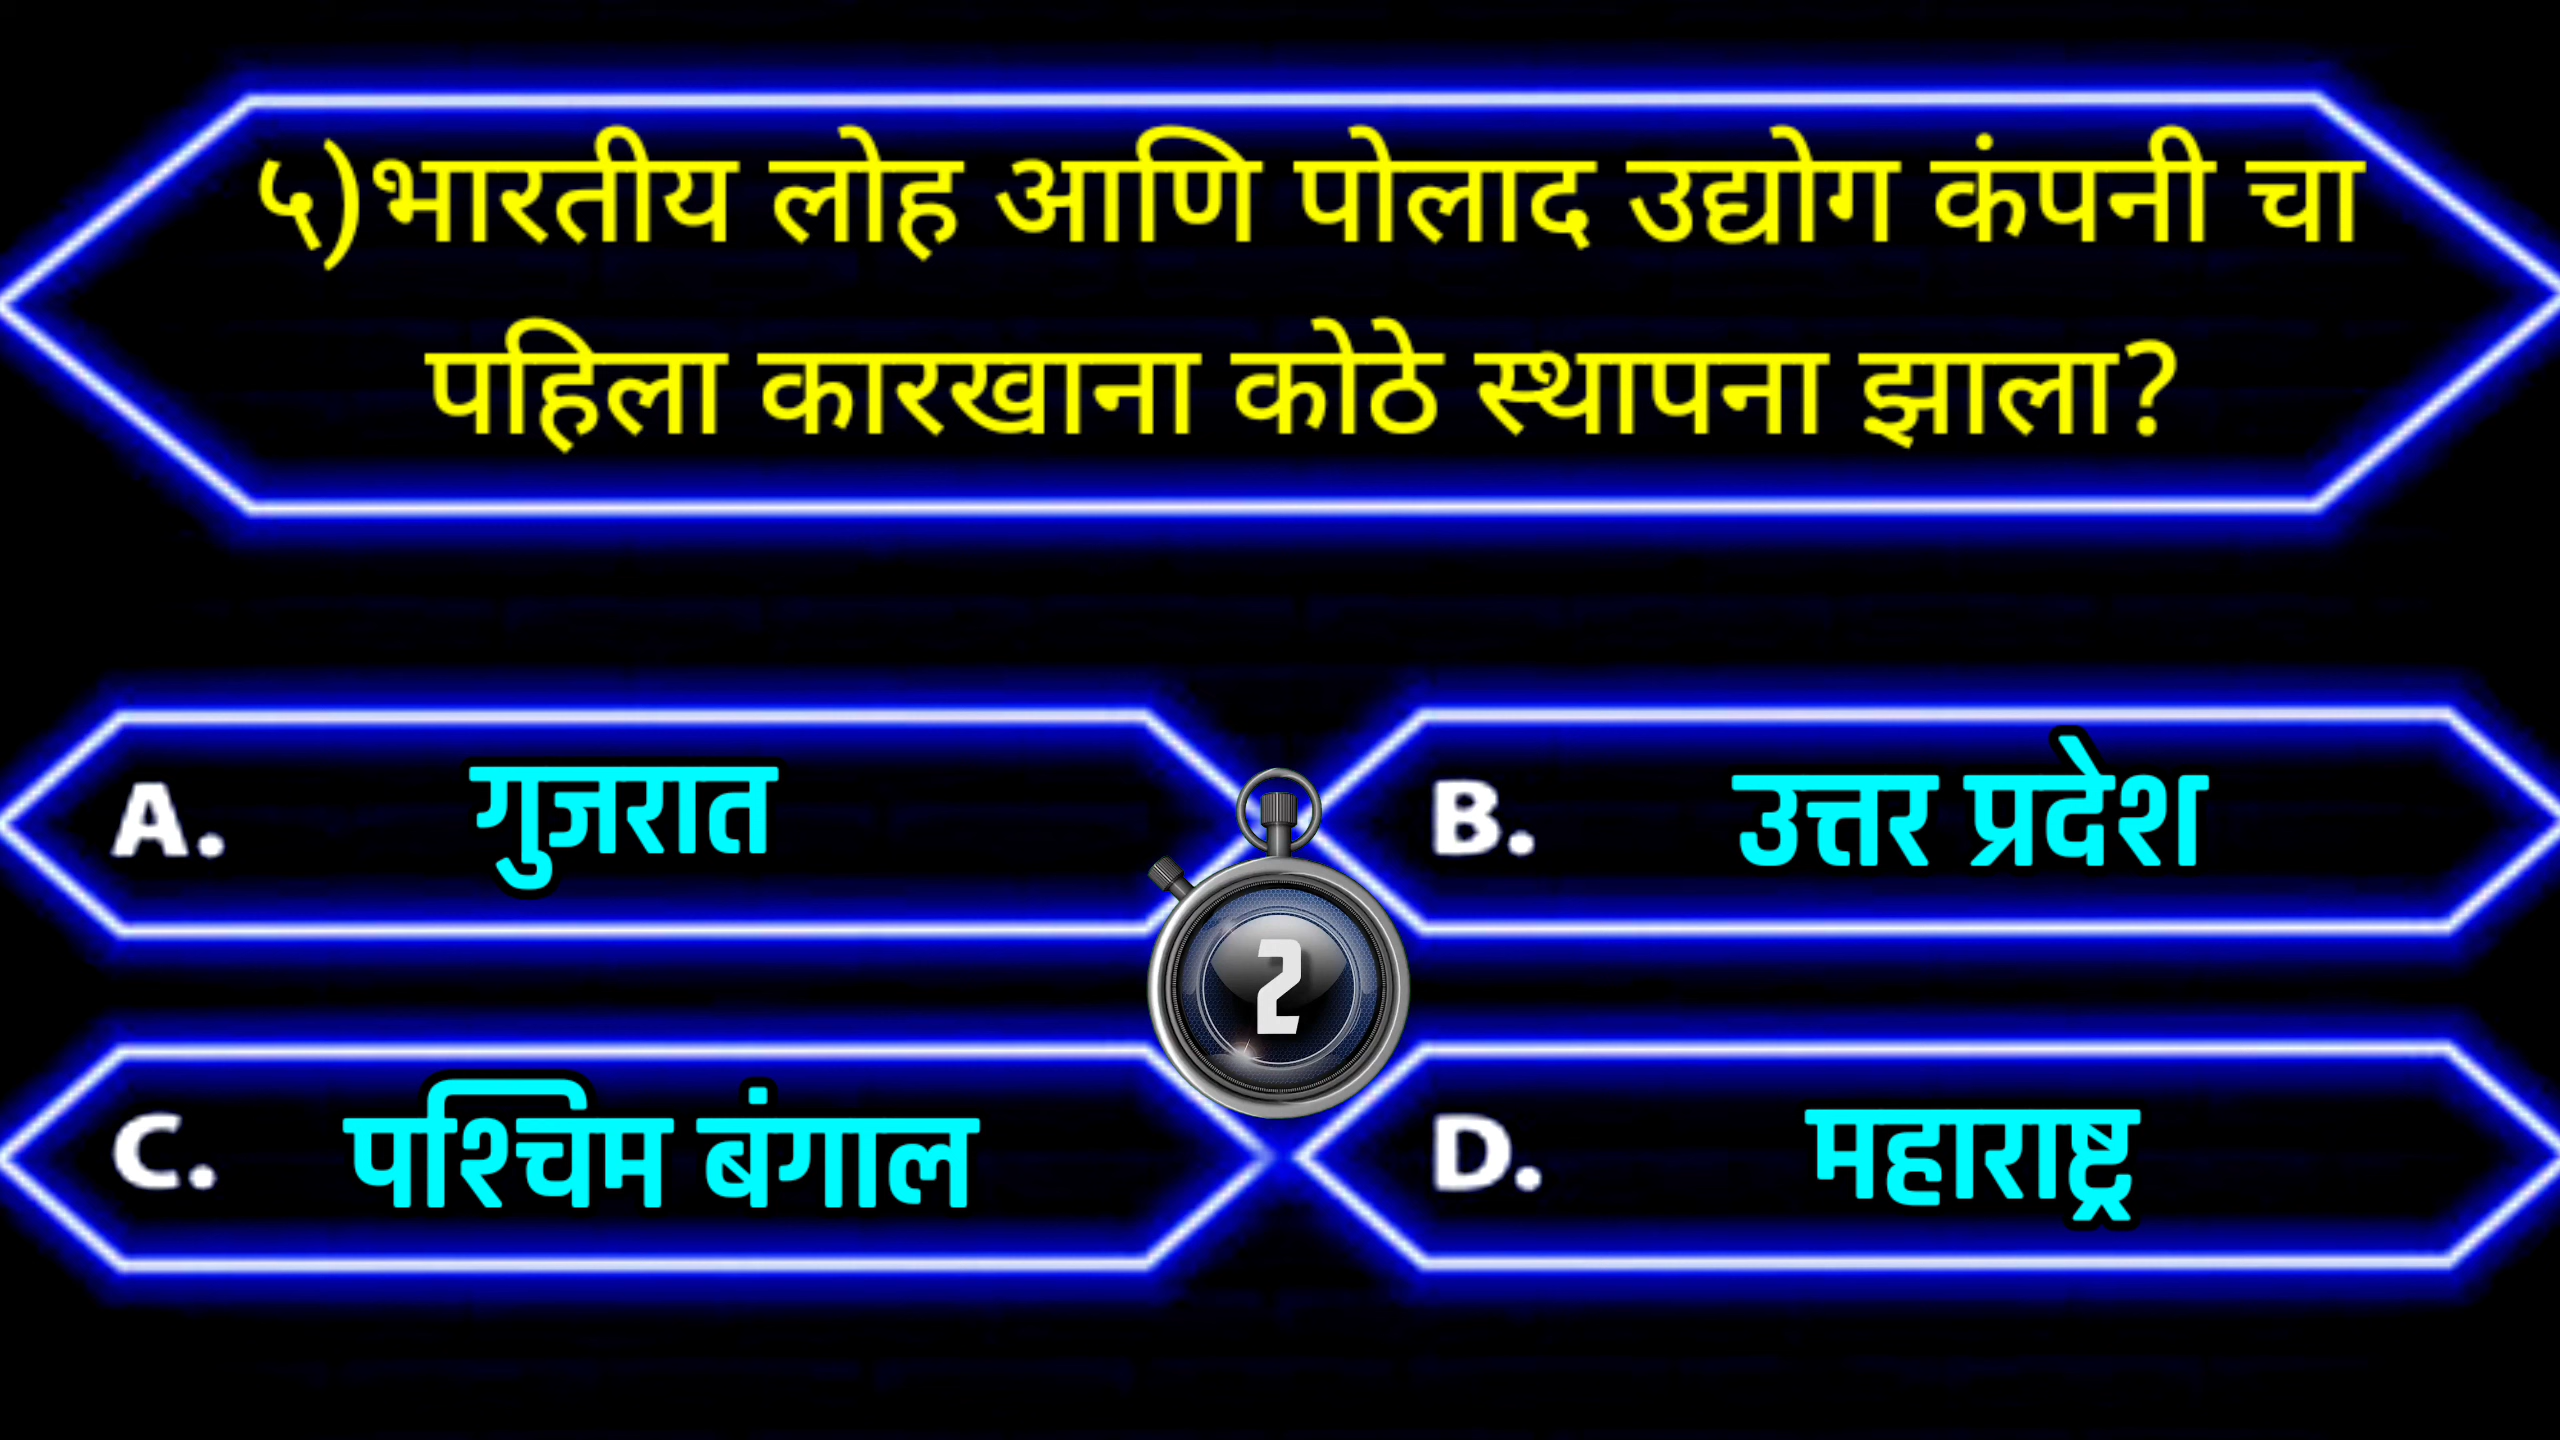 ५)भारतीय लोह आणि पोलाद उद्योग कंपनी चा
पहिला कारखाना कोठे स्थापना झाला?
A. गुजरात
B. उत्तर प्रदेश
2
C. पश्चिम बंगाल
D. महाराष्ट्र